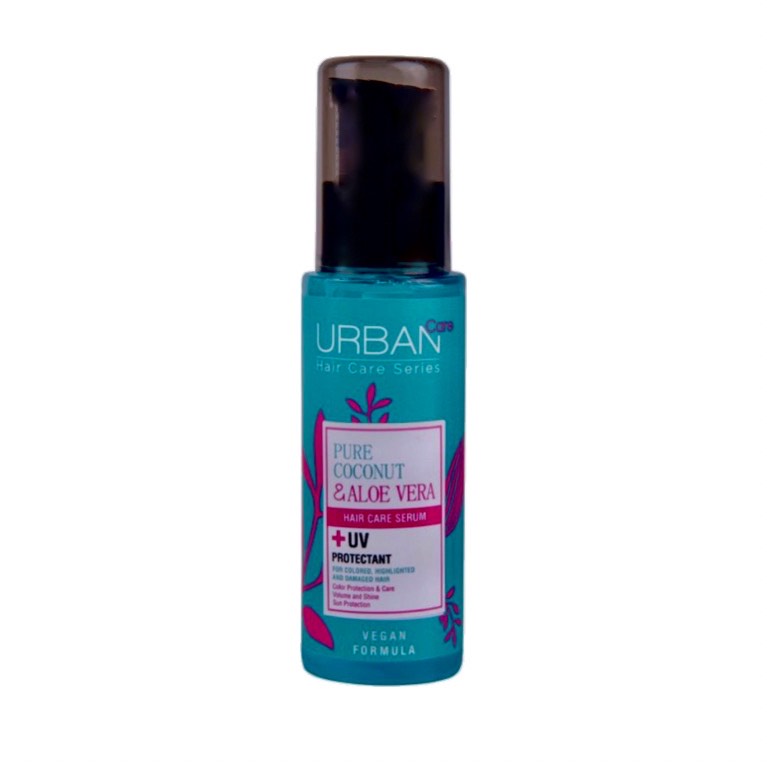 URBAN Care
Hair Care Series
PURE
COCONUT
& ALOE VERA
HAIR CARE SERUM
+UV
PROTECTANT
FOR COLORED, HIGHLIGHTED
AND DAMAGED HAIR
Color Protection & Care
Volume and Shine
Sun Protection
VEGAN
FORMULA